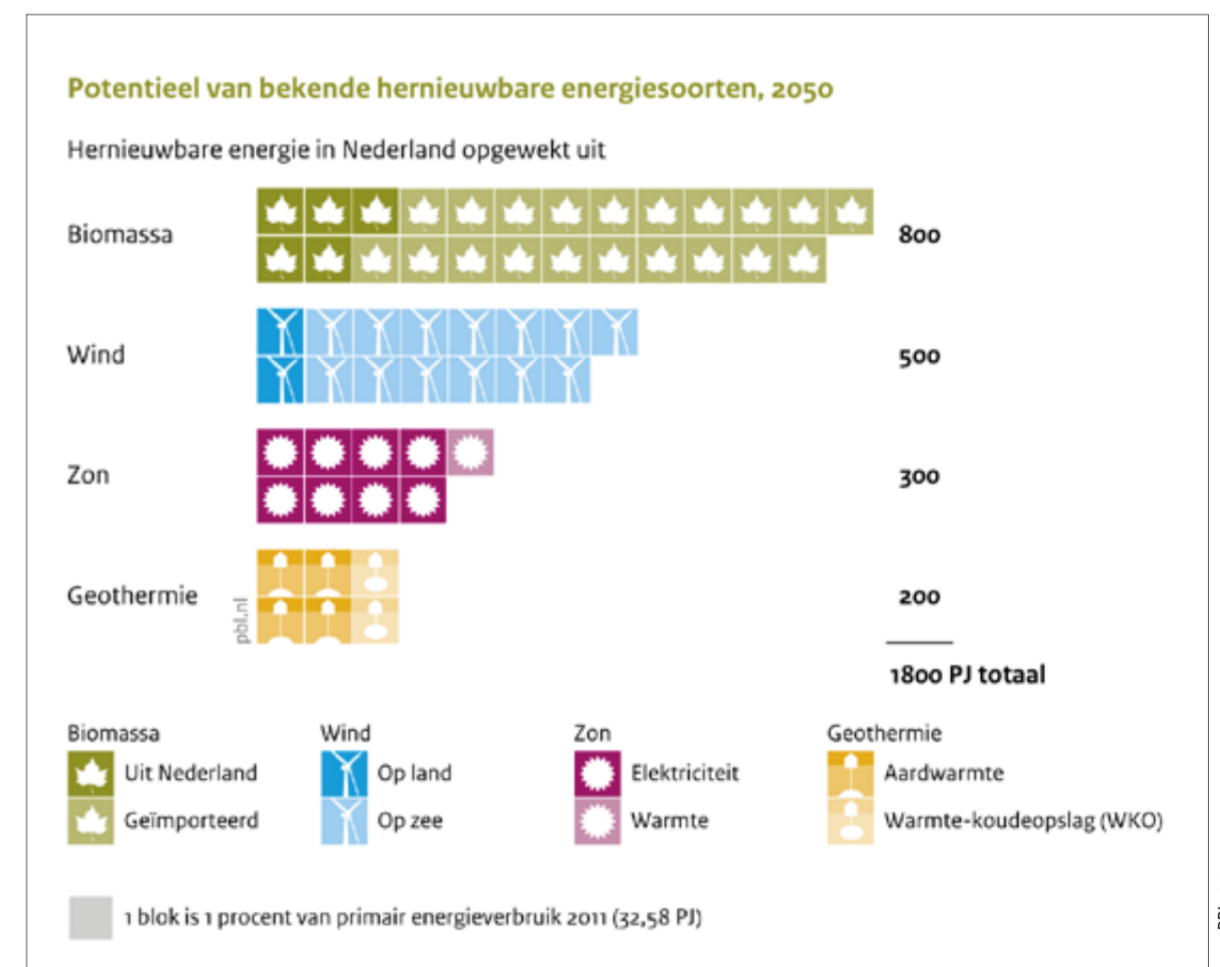 Potentieel van bekende hernieuwbare energiesoorten, 2050
Hernieuwbare energie in Nederland opgewekt uit
Biomassa
800
Wind
500
Zon
300
Geothermie
200
pbl.nl
1800 PJ totaal
Biomassa
Uit Nederland
Geïmporteerd
Wind
Op land
Op zee
Zon
Elektriciteit
Warmte
Geothermie
Aardwarmte
Warmte-koudeopslag (WKO)
1 blok is 1 procent van primair energieverbruik 2011 (32,58 PJ)